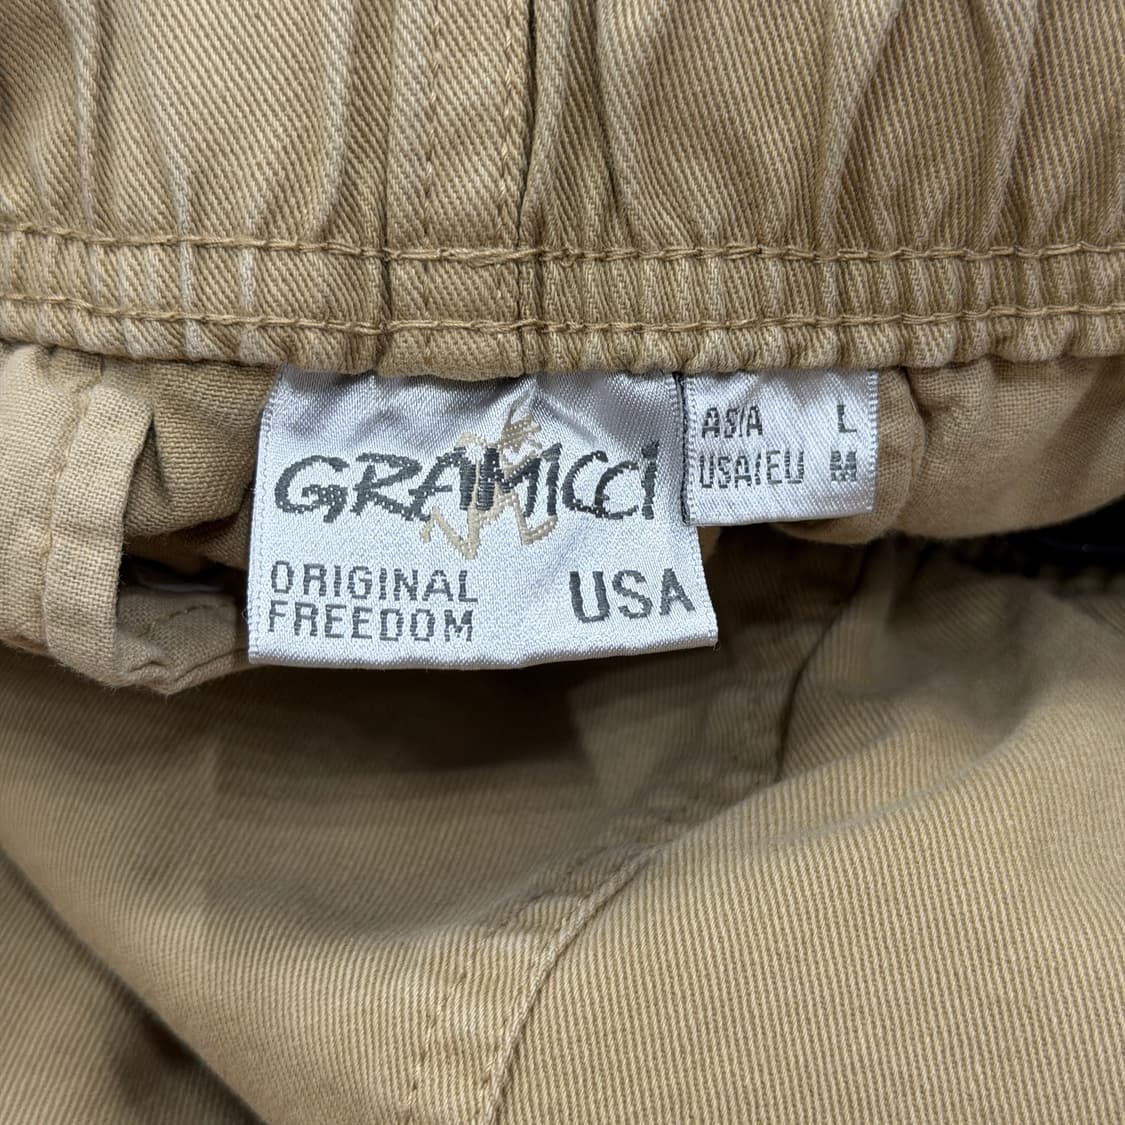 GRAMICCI
ORIGINAL
FREEDOM
USA
ASIA L
USA/EU M